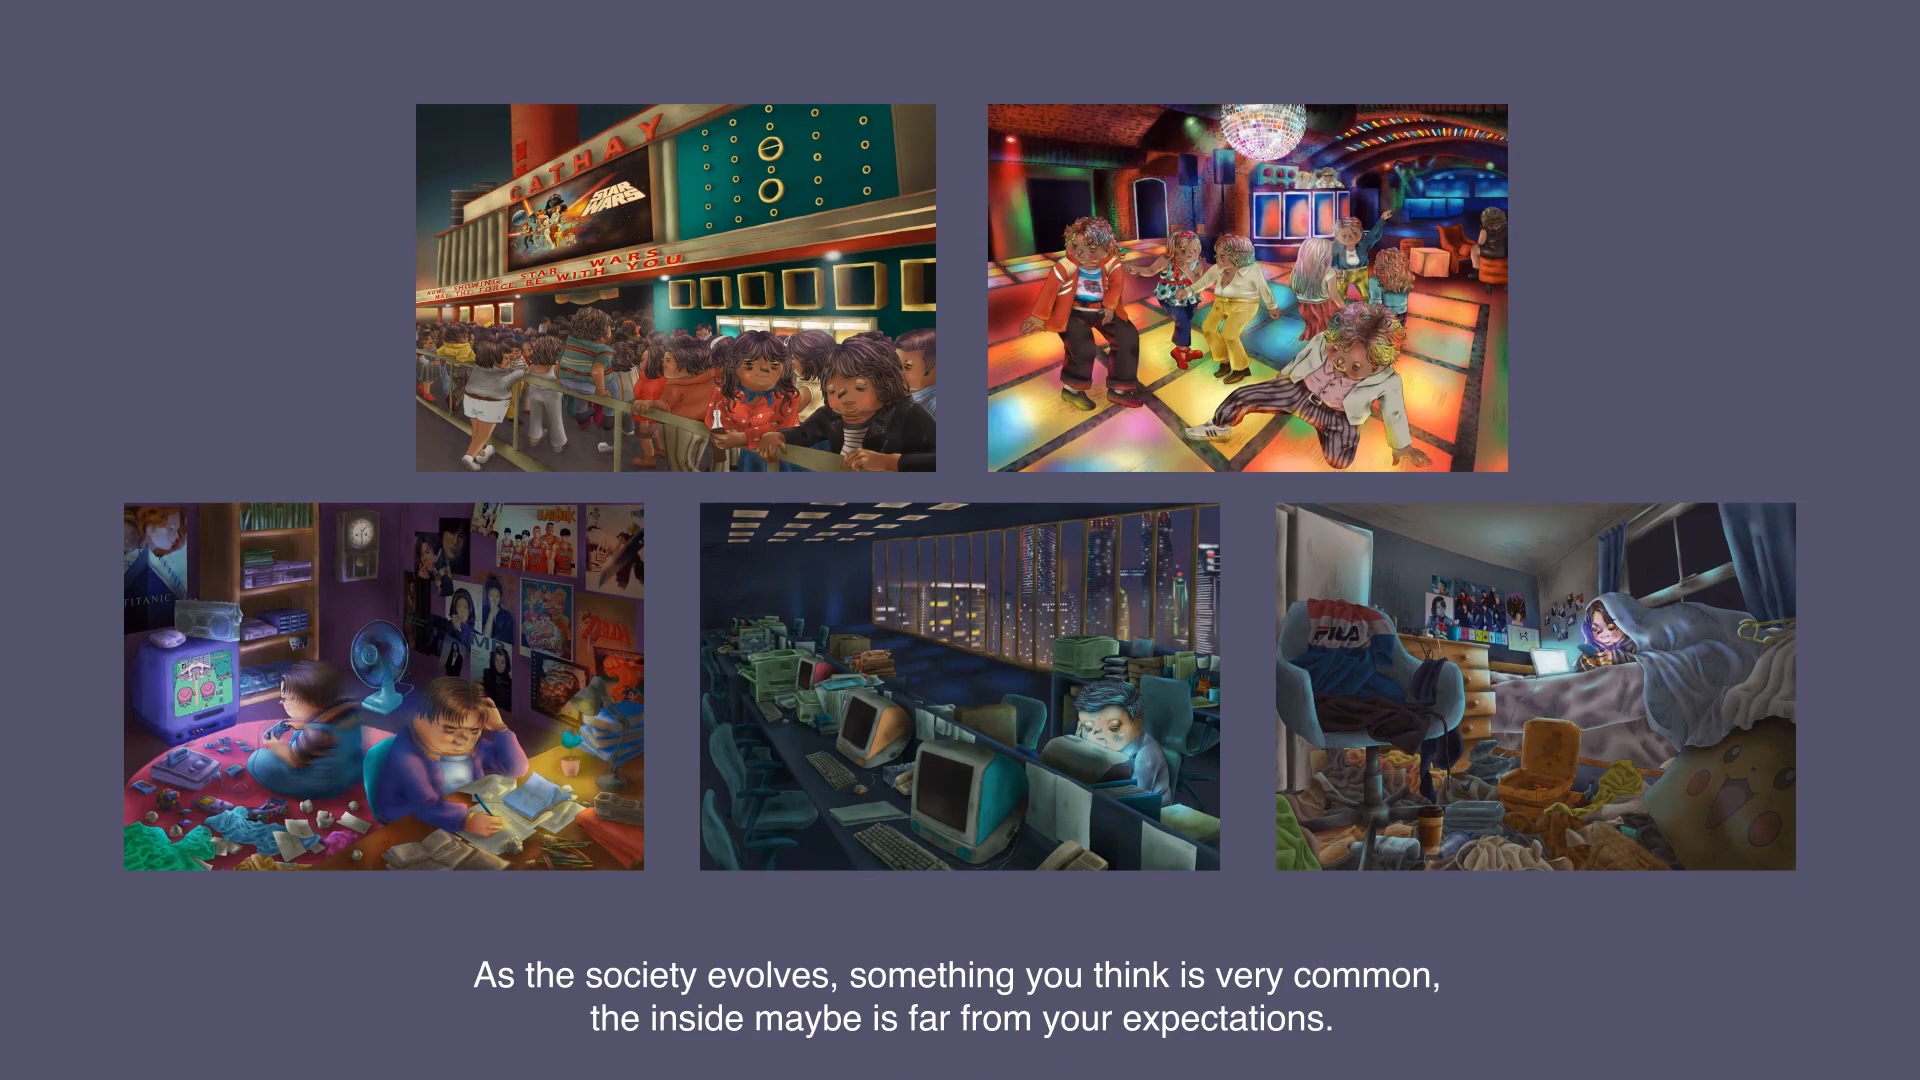 CATHAY
STAR
WARS
STAR WARS
NOW SHOWING
MAY THE FORCE BE WITH YOU
TITANIC
ZELDA
FILA
As the society evolves, something you think is very common,
the inside maybe is far from your expectations.